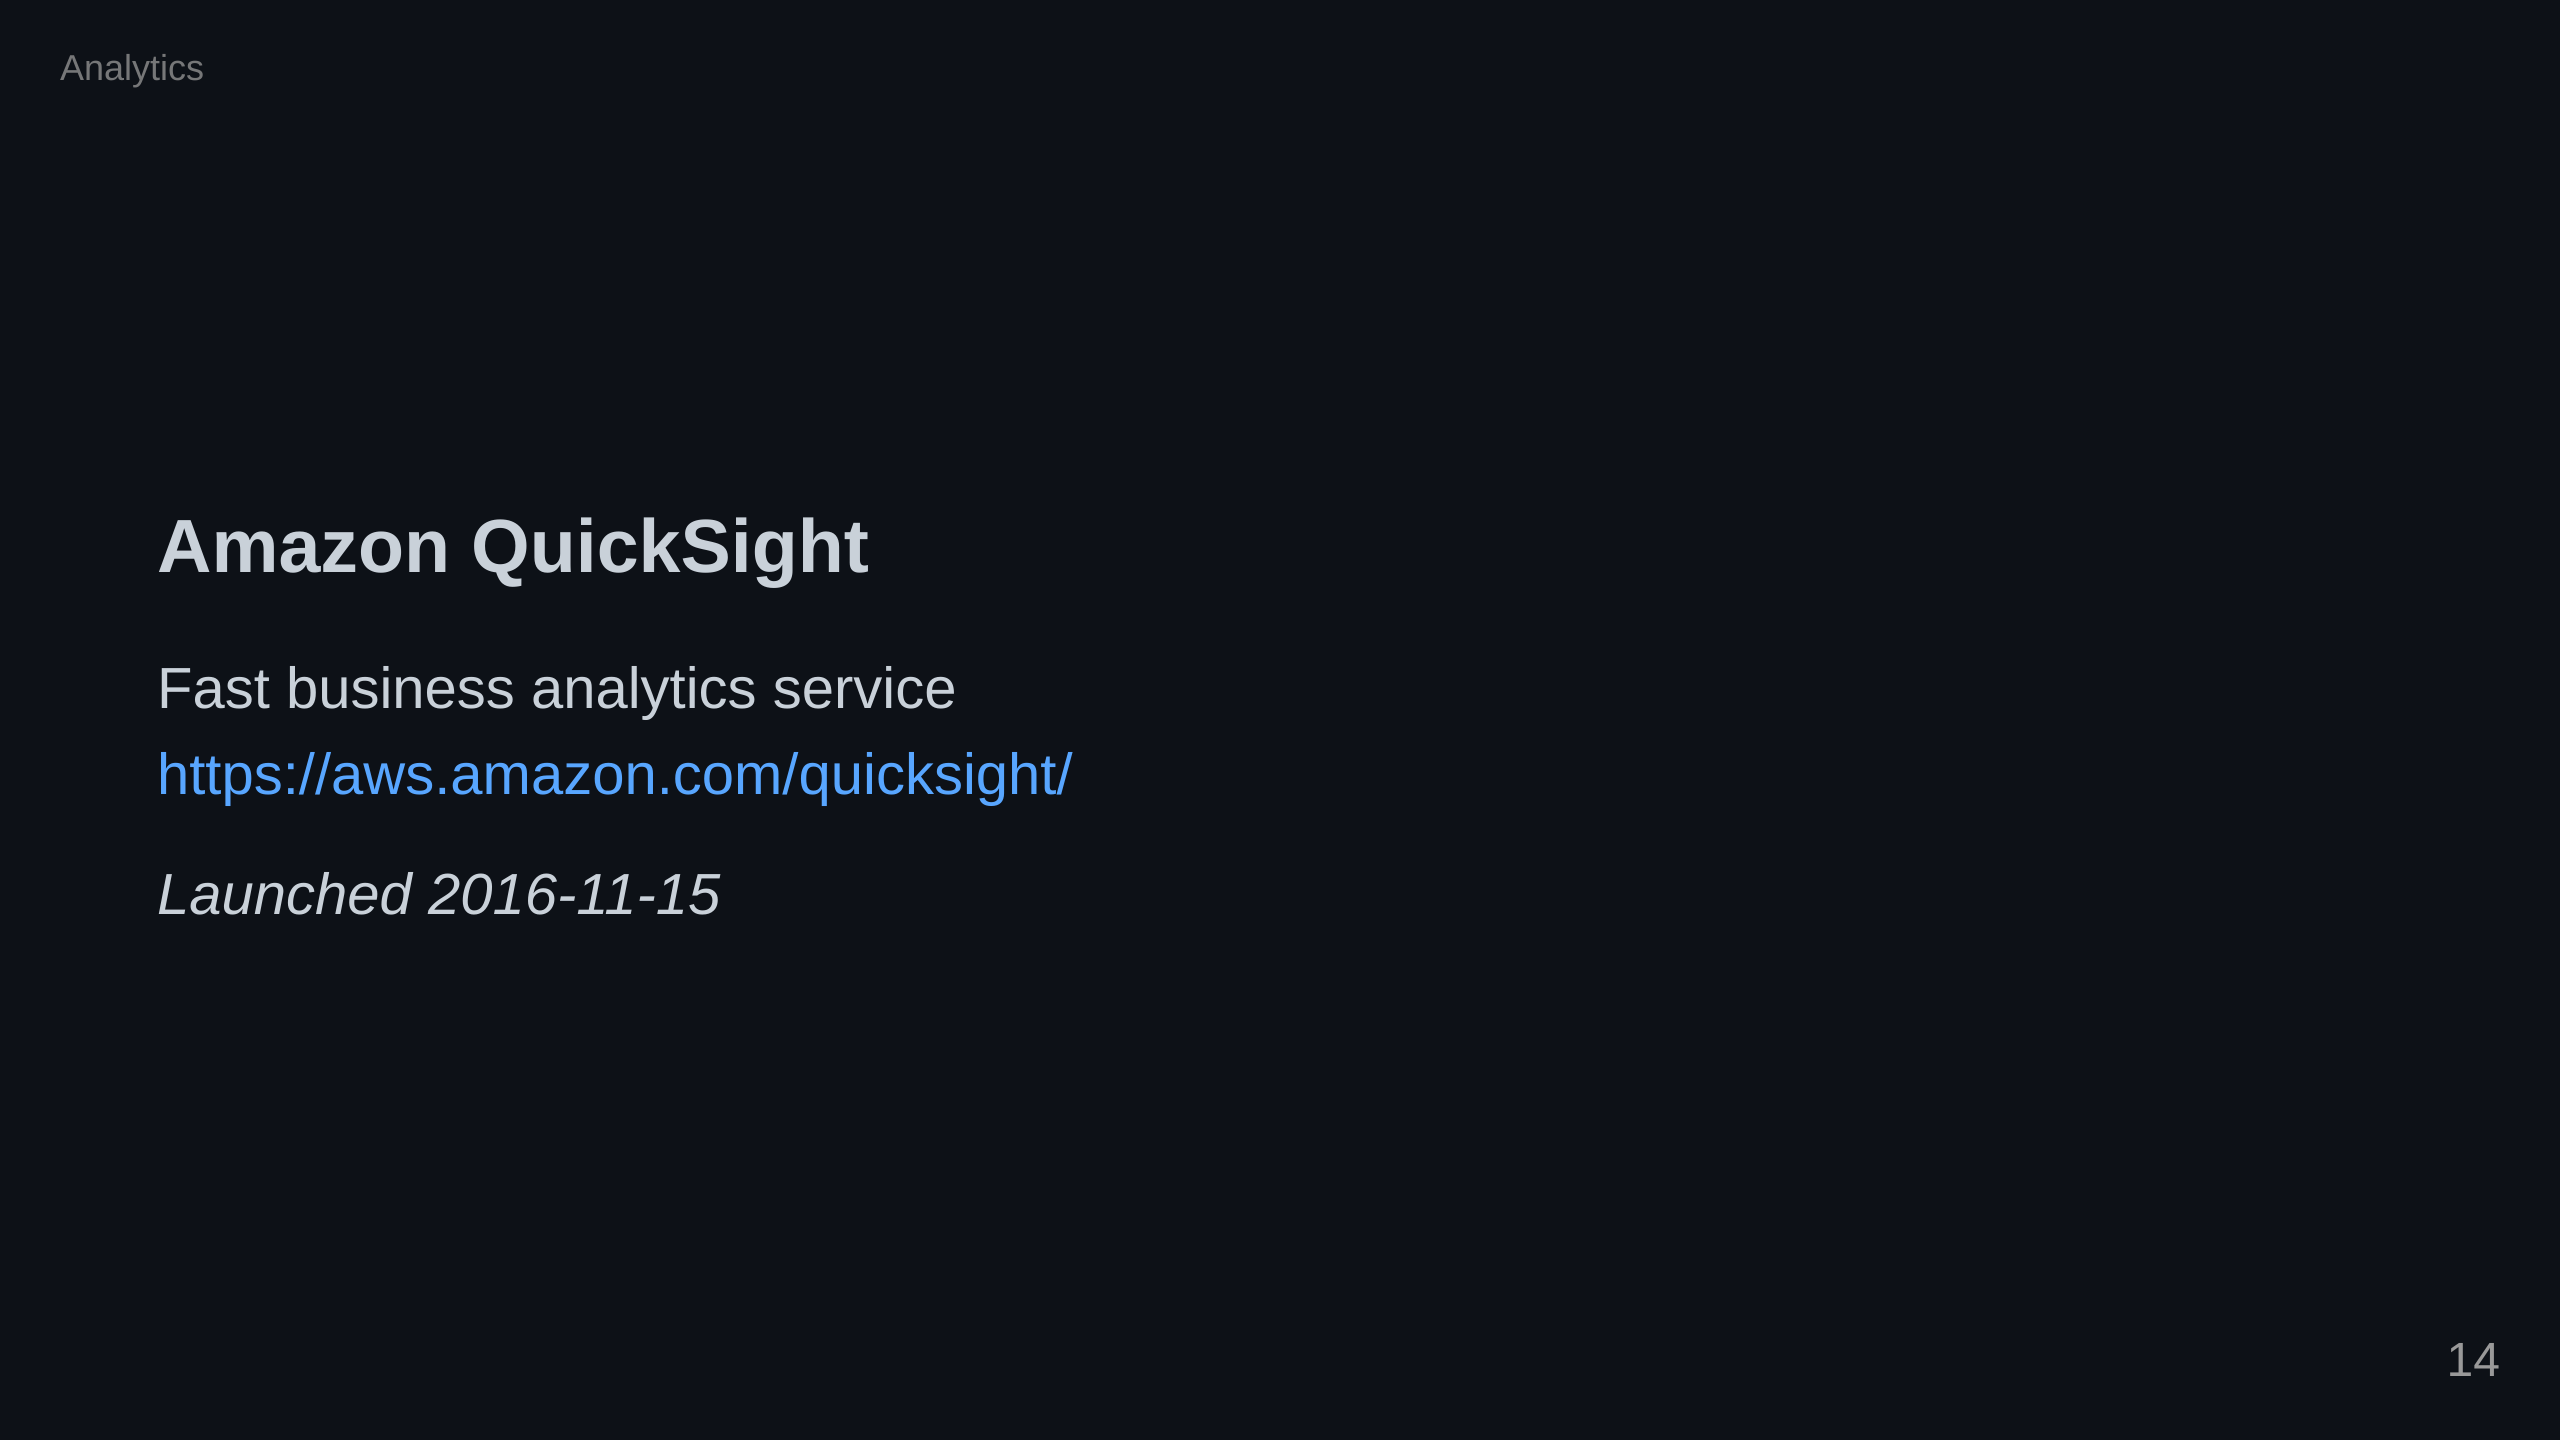 Analytics
Amazon QuickSight
Fast business analytics service
https://aws.amazon.com/quicksight/
Launched 2016-11-15
14